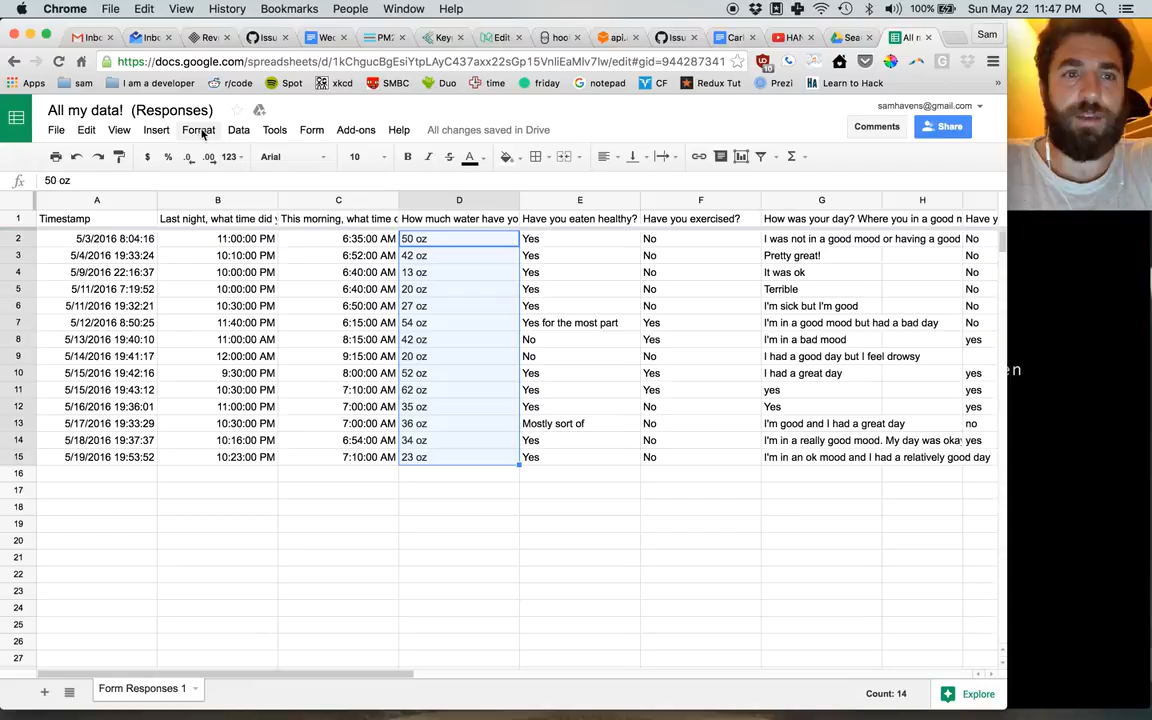 Chrome File Edit View History Bookmarks People Window Help 100% Sun May 22 11:47 PM
Inbo Inbo Rev Issu Wee PM2 Key Edit hool api. Issu Carl HAN Sea All n Sam
https://docs.google.com/spreadsheets/d/1kChgucBgEsiYtpLAyC437axx22sGp15VnliEaMlv7lw/edit#gid=944287341 10
Apps sam I am a developer r/code Spot xkcd SMBC Duo time friday notepad CF Redux Tut Prezi Learn to Hack
All my data! (Responses) samhavens@gmail.com
File Edit View Insert Format Data Tools Form Add-ons Help All changes saved in Drive Comments Share
$ % .0 .00 123 Arial 10 B I S A
fx 50 oz
A B C D E F G H
1 Timestamp Last night, what time did This morning, what time How much water have yo Have you eaten healthy? Have you exercised? How was your day? Where you in a good m Have y
2 5/3/2016 8:04:16 11:00:00 PM 6:35:00 AM 50 oz Yes No I was not in a good mood or having a good No
3 5/4/2016 19:33:24 10:10:00 PM 6:52:00 AM 42 oz Yes No Pretty great! No
4 5/9/2016 22:16:37 10:00:00 PM 6:40:00 AM 13 oz Yes No It was ok No
5 5/11/2016 7:19:52 10:00:00 PM 6:40:00 AM 20 oz Yes No Terrible No
6 5/11/2016 19:32:21 10:30:00 PM 6:50:00 AM 27 oz Yes No I'm sick but I'm good No
7 5/12/2016 8:50:25 11:40:00 PM 6:15:00 AM 54 oz Yes for the most part Yes I'm in a good mood but had a bad day No
8 5/13/2016 19:40:10 11:00:00 AM 8:15:00 AM 42 oz No Yes I'm in a bad mood yes
9 5/14/2016 19:41:17 12:00:00 AM 9:15:00 AM 20 oz No No I had a good day but I feel drowsy
10 5/15/2016 19:42:16 9:30:00 PM 8:00:00 AM 52 oz Yes Yes I had a great day yes
11 5/15/2016 19:43:12 10:30:00 PM 7:10:00 AM 62 oz Yes Yes yes yes
12 5/16/2016 19:36:01 11:00:00 PM 7:00:00 AM 35 oz Yes No Yes yes
13 5/17/2016 19:33:29 10:30:00 PM 7:00:00 AM 36 oz Mostly sort of No I'm good and I had a great day no
14 5/18/2016 19:37:37 10:16:00 PM 6:54:00 AM 34 oz Yes No I'm in a really good mood. My day was oka yes
15 5/19/2016 19:53:52 10:23:00 PM 7:10:00 AM 23 oz Yes No I'm in an ok mood and I had a relatively good day
16
17
18
19
20
21
22
23
24
25
26
27
Form Responses 1 Count: 14 Explore
en